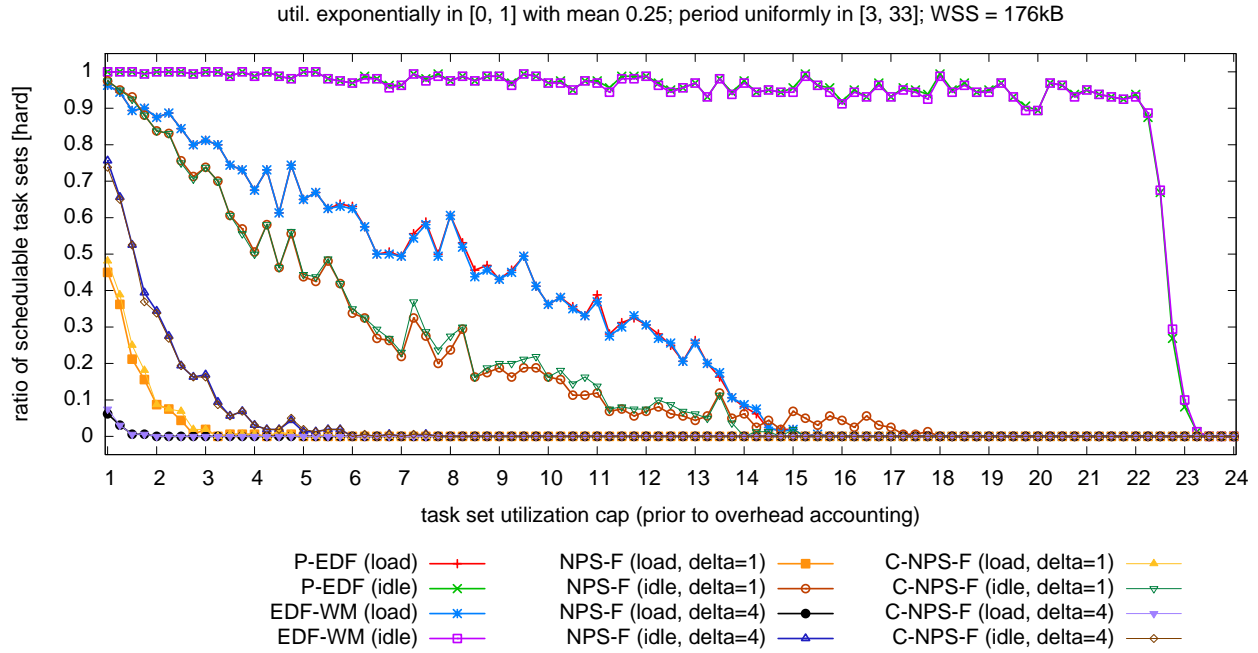 util. exponentially in [0, 1] with mean 0.25; period uniformly in [3, 33]; WSS = 176kB
ratio of schedulable task sets [hard]
1
0.9
0.8
0.7
0.6
0.5
0.4
0.3
0.2
0.1
0
1 2 3 4 5 6 7 8 9 10 11 12 13 14 15 16 17 18 19 20 21 22 23 24
task set utilization cap (prior to overhead accounting)
P-EDF (load) NPS-F (load, delta=1) C-NPS-F (load, delta=1)
P-EDF (idle) NPS-F (idle, delta=1) C-NPS-F (idle, delta=1)
EDF-WM (load) NPS-F (load, delta=4) C-NPS-F (load, delta=4)
EDF-WM (idle) NPS-F (idle, delta=4) C-NPS-F (idle, delta=4)